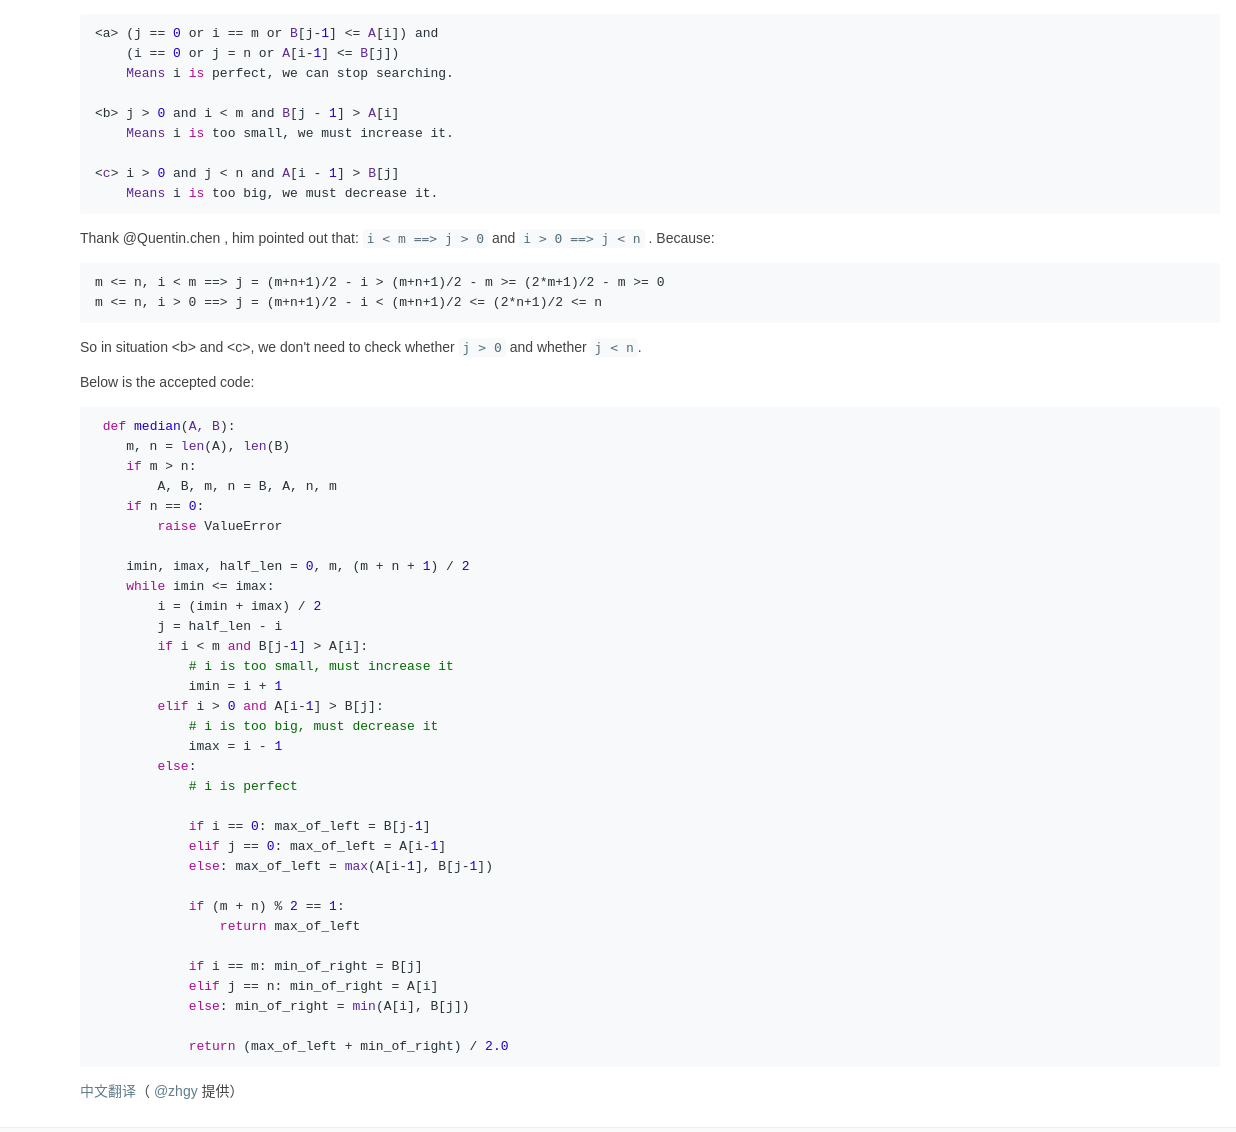 <a> (j == 0 or i == m or B[j-1] <= A[i]) and
    (i == 0 or j = n or A[i-1] <= B[j])
    Means i is perfect, we can stop searching.

<b> j > 0 and i < m and B[j - 1] > A[i]
    Means i is too small, we must increase it.

<c> i > 0 and j < n and A[i - 1] > B[j]
    Means i is too big, we must decrease it.
Thank @Quentin.chen , him pointed out that: i < m ==> j > 0 and i > 0 ==> j < n . Because:
m <= n, i < m ==> j = (m+n+1)/2 - i > (m+n+1)/2 - m >= (2*m+1)/2 - m >= 0
m <= n, i > 0 ==> j = (m+n+1)/2 - i < (m+n+1)/2 <= (2*n+1)/2 <= n
So in situation <b> and <c>, we don't need to check whether j > 0 and whether j < n.
Below is the accepted code:
 def median(A, B):
    m, n = len(A), len(B)
    if m > n:
        A, B, m, n = B, A, n, m
    if n == 0:
        raise ValueError

    imin, imax, half_len = 0, m, (m + n + 1) / 2
    while imin <= imax:
        i = (imin + imax) / 2
        j = half_len - i
        if i < m and B[j-1] > A[i]:
            # i is too small, must increase it
            imin = i + 1
        elif i > 0 and A[i-1] > B[j]:
            # i is too big, must decrease it
            imax = i - 1
        else:
            # i is perfect

            if i == 0: max_of_left = B[j-1]
            elif j == 0: max_of_left = A[i-1]
            else: max_of_left = max(A[i-1], B[j-1])

            if (m + n) % 2 == 1:
                return max_of_left

            if i == m: min_of_right = B[j]
            elif j == n: min_of_right = A[i]
            else: min_of_right = min(A[i], B[j])

            return (max_of_left + min_of_right) / 2.0
中文翻译（ @zhgy 提供）